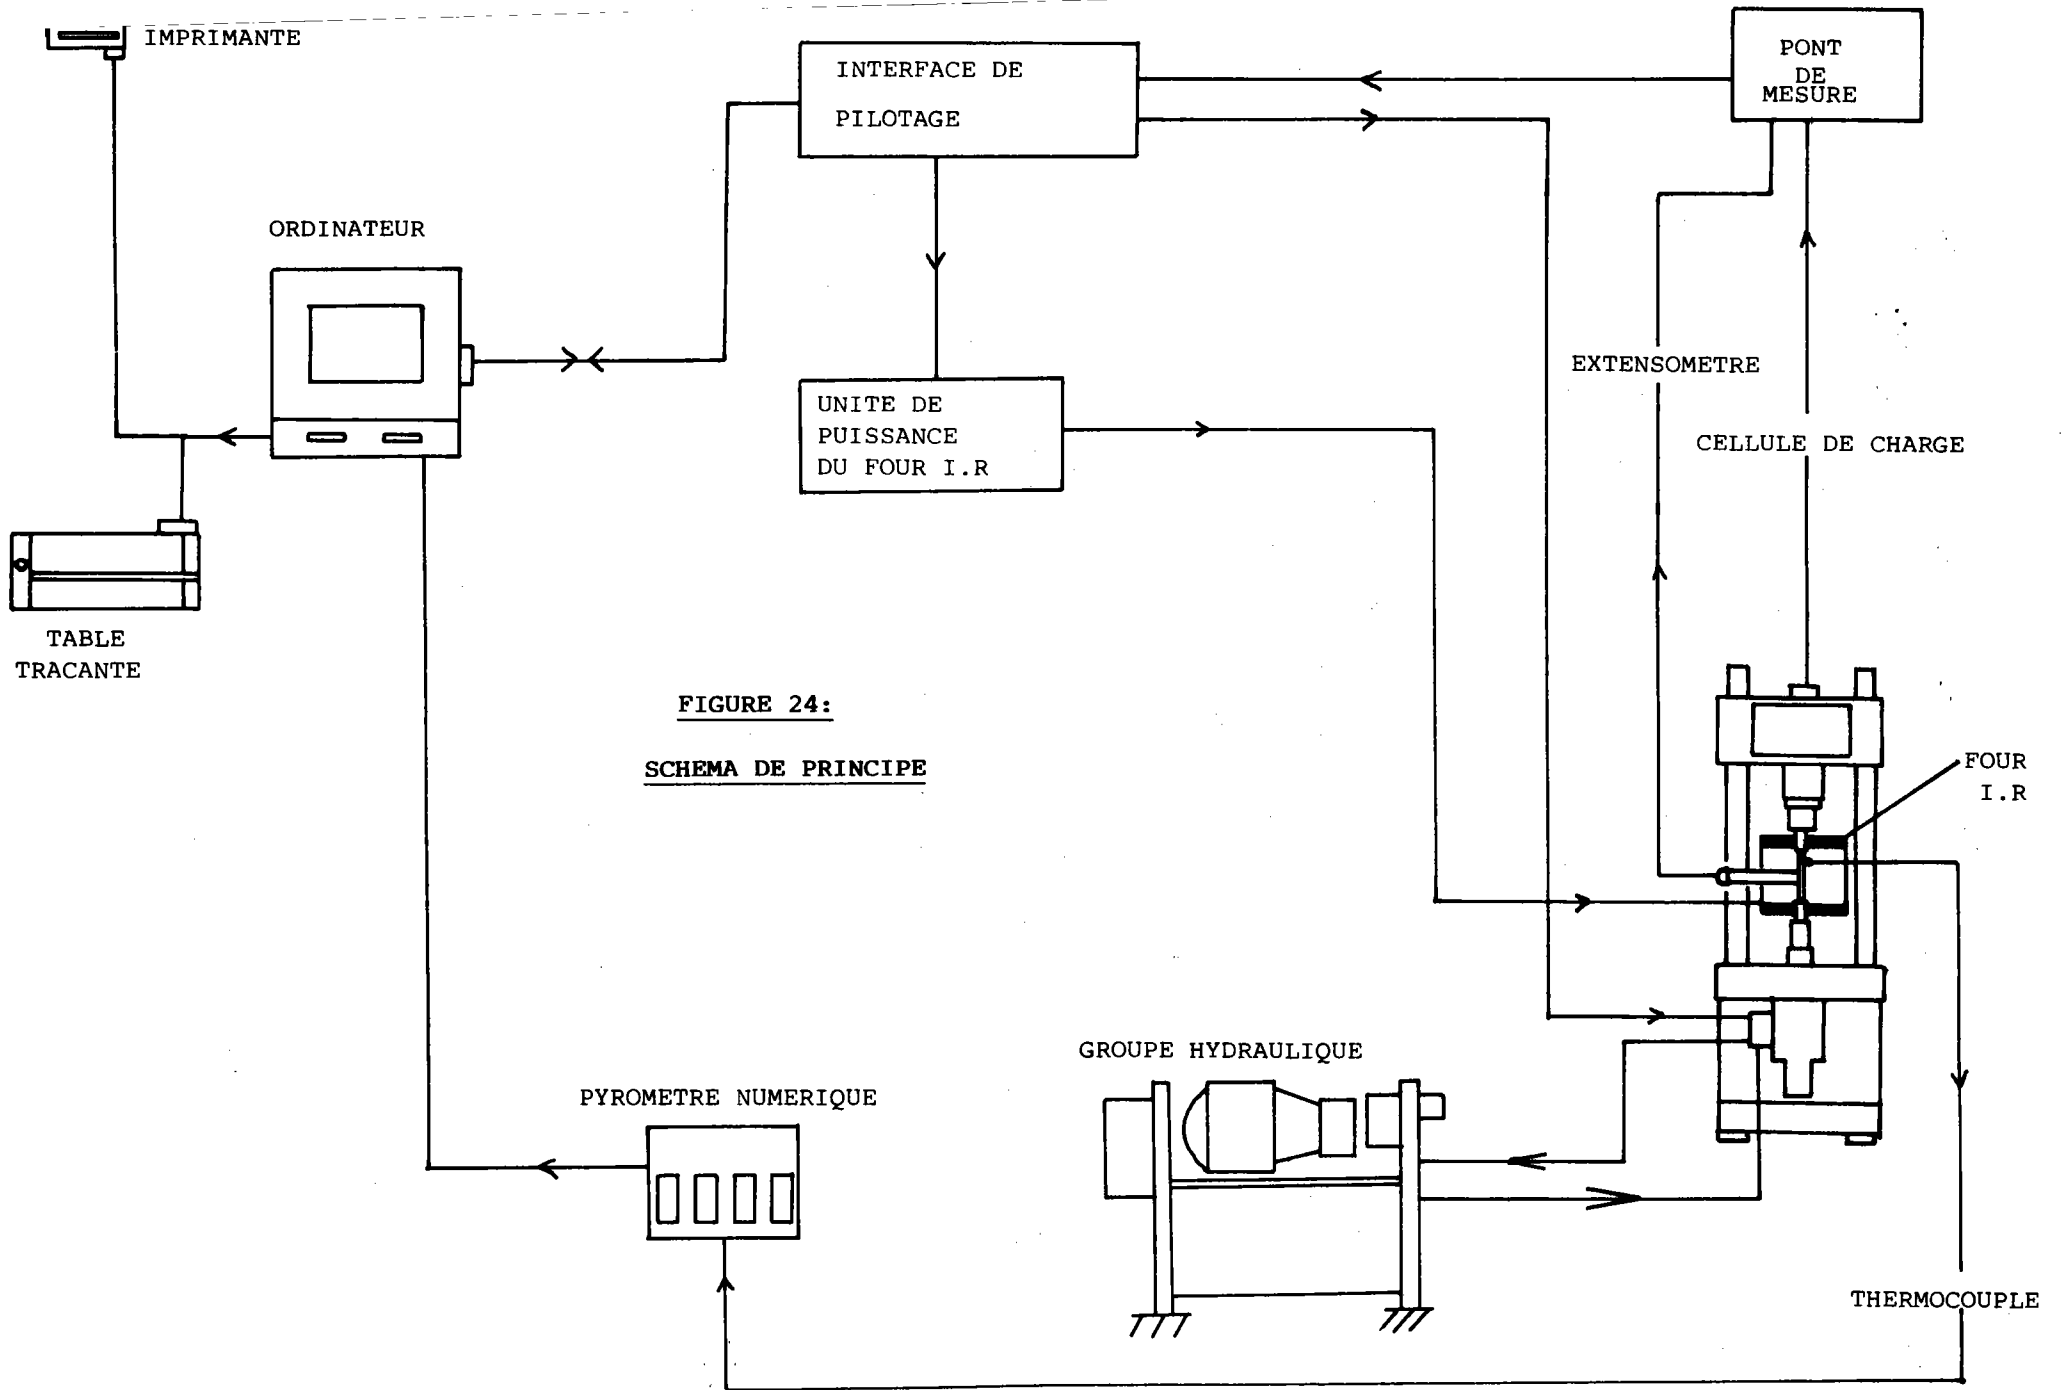 IMPRIMANTE
INTERFACE DE
PILOTAGE
PONT
DE
MESURE
ORDINATEUR
EXTENSOMETRE
UNITE DE
PUISSANCE
DU FOUR I.R
CELLULE DE CHARGE
TABLE
TRACANTE
FIGURE 24:
SCHEMA DE PRINCIPE
FOUR
I.R
GROUPE HYDRAULIQUE
PYROMETRE NUMERIQUE
THERMOCOUPLE